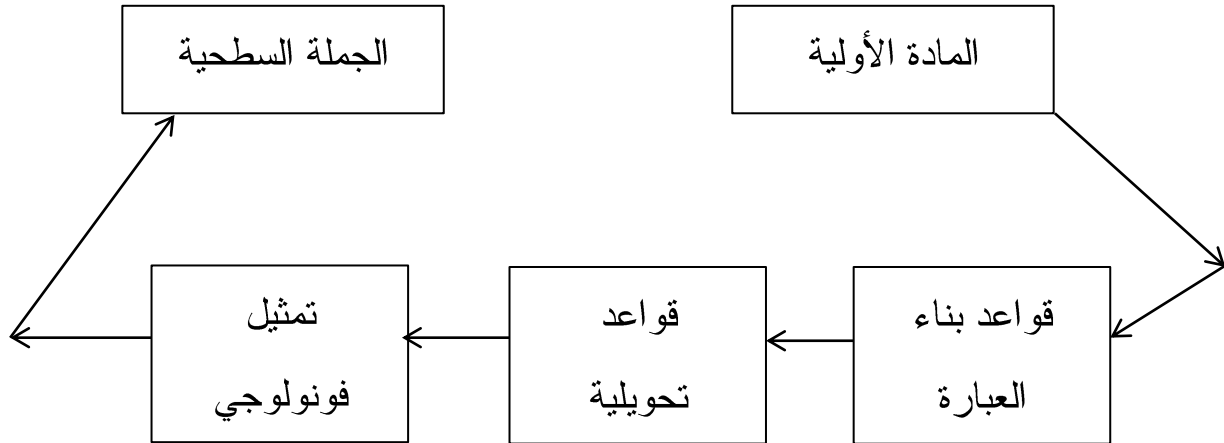 المادة الأولية
الجملة السطحية
قواعد بناء
العبارة
قواعد
تحويلية
تمثيل
فونولوجي